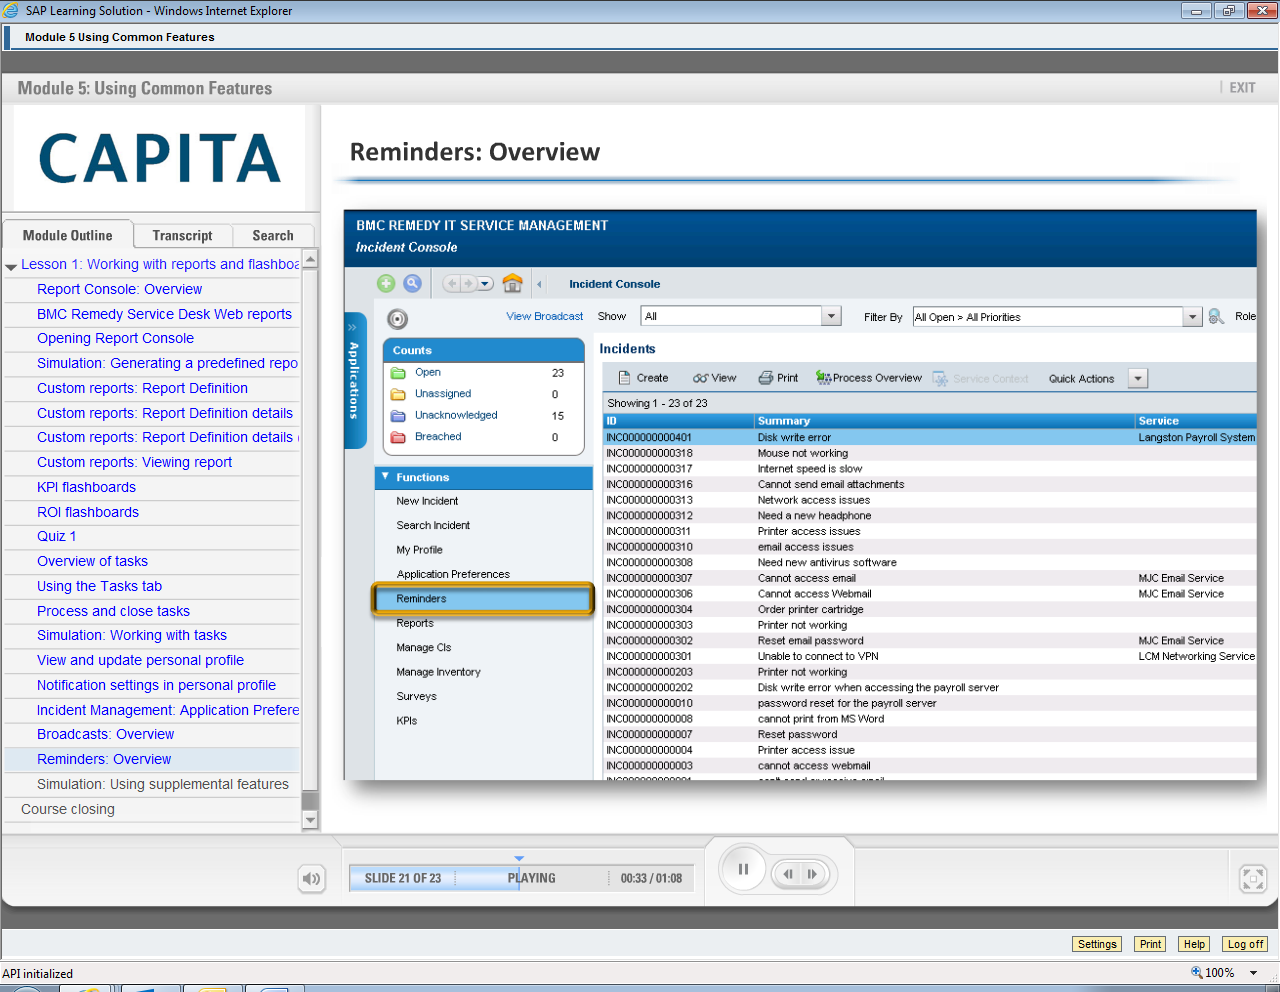 SAP Learning Solution - Windows Internet Explorer
Module 5 Using Common Features
Module 5: Using Common Features
EXIT
CAPITA
Module Outline
Transcript
Search
Lesson 1: Working with reports and flashboa
Report Console: Overview
BMC Remedy Service Desk Web reports
Opening Report Console
Simulation: Generating a predefined repo
Custom reports: Report Definition
Custom reports: Report Definition details
Custom reports: Report Definition details (
Custom reports: Viewing report
KPI flashboards
ROI flashboards
Quiz 1
Overview of tasks
Using the Tasks tab
Process and close tasks
Simulation: Working with tasks
View and update personal profile
Notification settings in personal profile
Incident Management: Application Prefere
Broadcasts: Overview
Reminders: Overview
Simulation: Using supplemental features
Course closing
Reminders: Overview
BMC REMEDY IT SERVICE MANAGEMENT
Incident Console
Incident Console
Applications
View Broadcast
Show
All
Filter By
All Open > All Priorities
Role
Counts
Open 23
Unassigned 0
Unacknowledged 15
Breached 0
Functions
New Incident
Search Incident
My Profile
Application Preferences
Reminders
Reports
Manage CIs
Manage Inventory
Surveys
KPIs
Incidents
Create View Print Process Overview Service Context Quick Actions
Showing 1 - 23 of 23
ID Summary Service
INC000000000401 Disk write error Langston Payroll System
INC000000000318 Mouse not working
INC000000000317 Internet speed is slow
INC000000000316 Cannot send email attachments
INC000000000313 Network access issues
INC000000000312 Need a new headphone
INC000000000311 Printer access issues
INC000000000310 email access issues
INC000000000308 Need new antivirus software
INC000000000307 Cannot access email MJC Email Service
INC000000000306 Cannot access Webmail MJC Email Service
INC000000000304 Order printer cartridge
INC000000000303 Printer not working
INC000000000302 Reset email password MJC Email Service
INC000000000301 Unable to connect to VPN LCM Networking Service
INC000000000203 Printer not working
INC000000000202 Disk write error when accessing the payroll server
INC000000000010 password reset for the payroll server
INC000000000008 cannot print from MS Word
INC000000000007 Reset password
INC000000000004 Printer access issue
INC000000000003 cannot access webmail
SLIDE 21 OF 23
PLAYING
00:33 / 01:08
Settings
Print
Help
Log off
API initialized
100%